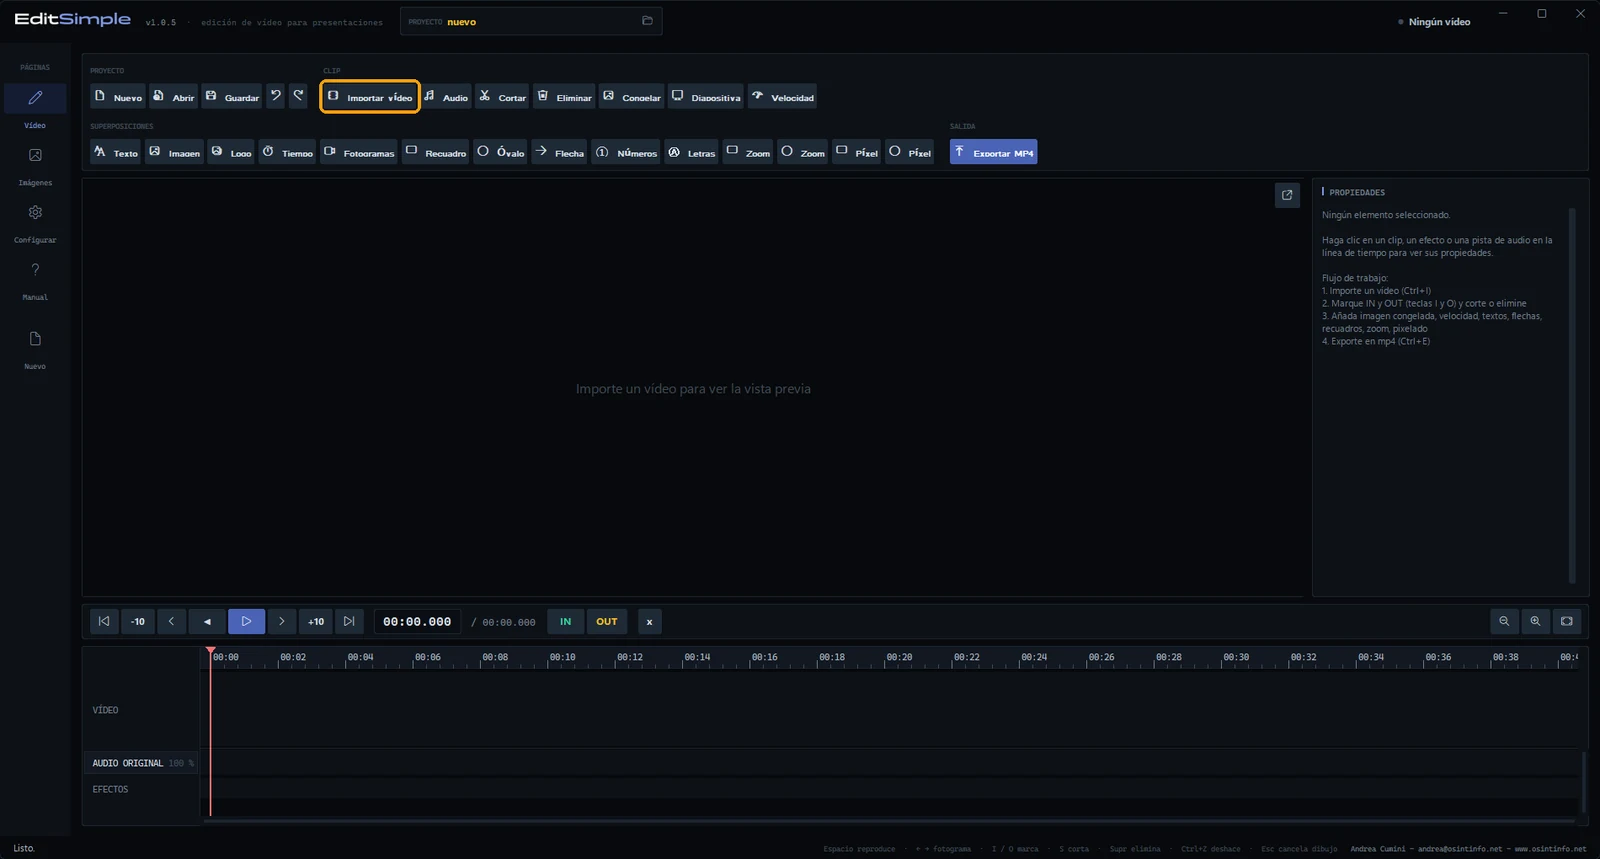 EditSimple v1.0.5 · edición de vídeo para presentaciones PROYECTO nuevo Ningún vídeo
PÁGINAS
Vídeo
Imágenes
Configurar
Manual
Nuevo
PROYECTO CLIP
Nuevo Abrir Guardar Importar vídeo Audio Cortar Eliminar Congelar Diapositiva Velocidad
SUPERPOSICIONES SALIDA
Texto Imagen Logo Tiempo Fotogramas Recuadro Óvalo Flecha Números Letras Zoom Zoom Píxel Píxel Exportar MP4
Importe un vídeo para ver la vista previa
PROPIEDADES
Ningún elemento seleccionado.
Haga clic en un clip, un efecto o una pista de audio en la
línea de tiempo para ver sus propiedades.
Flujo de trabajo:
1. Importe un vídeo (Ctrl+I)
2. Marque IN y OUT (teclas I y O) y corte o elimine
3. Añada imagen congelada, velocidad, textos, flechas,
recuadros, zoom, pixelado
4. Exporte en mp4 (Ctrl+E)
-10 +10 00:00.000 / 00:00.000 IN OUT x
00:00 00:02 00:04 00:06 00:08 00:10 00:12 00:14 00:16 00:18 00:20 00:22 00:24 00:26 00:28 00:30 00:32 00:34 00:36 00:38
VÍDEO
AUDIO ORIGINAL 100 %
EFECTOS
Listo.
Espacio reproduce · fotograma · I / O marca · S corta · Supr elimina · Ctrl+Z deshace · Esc cancela dibujo Andrea Cumini - andrea@osintinfo.net - www.osintinfo.net